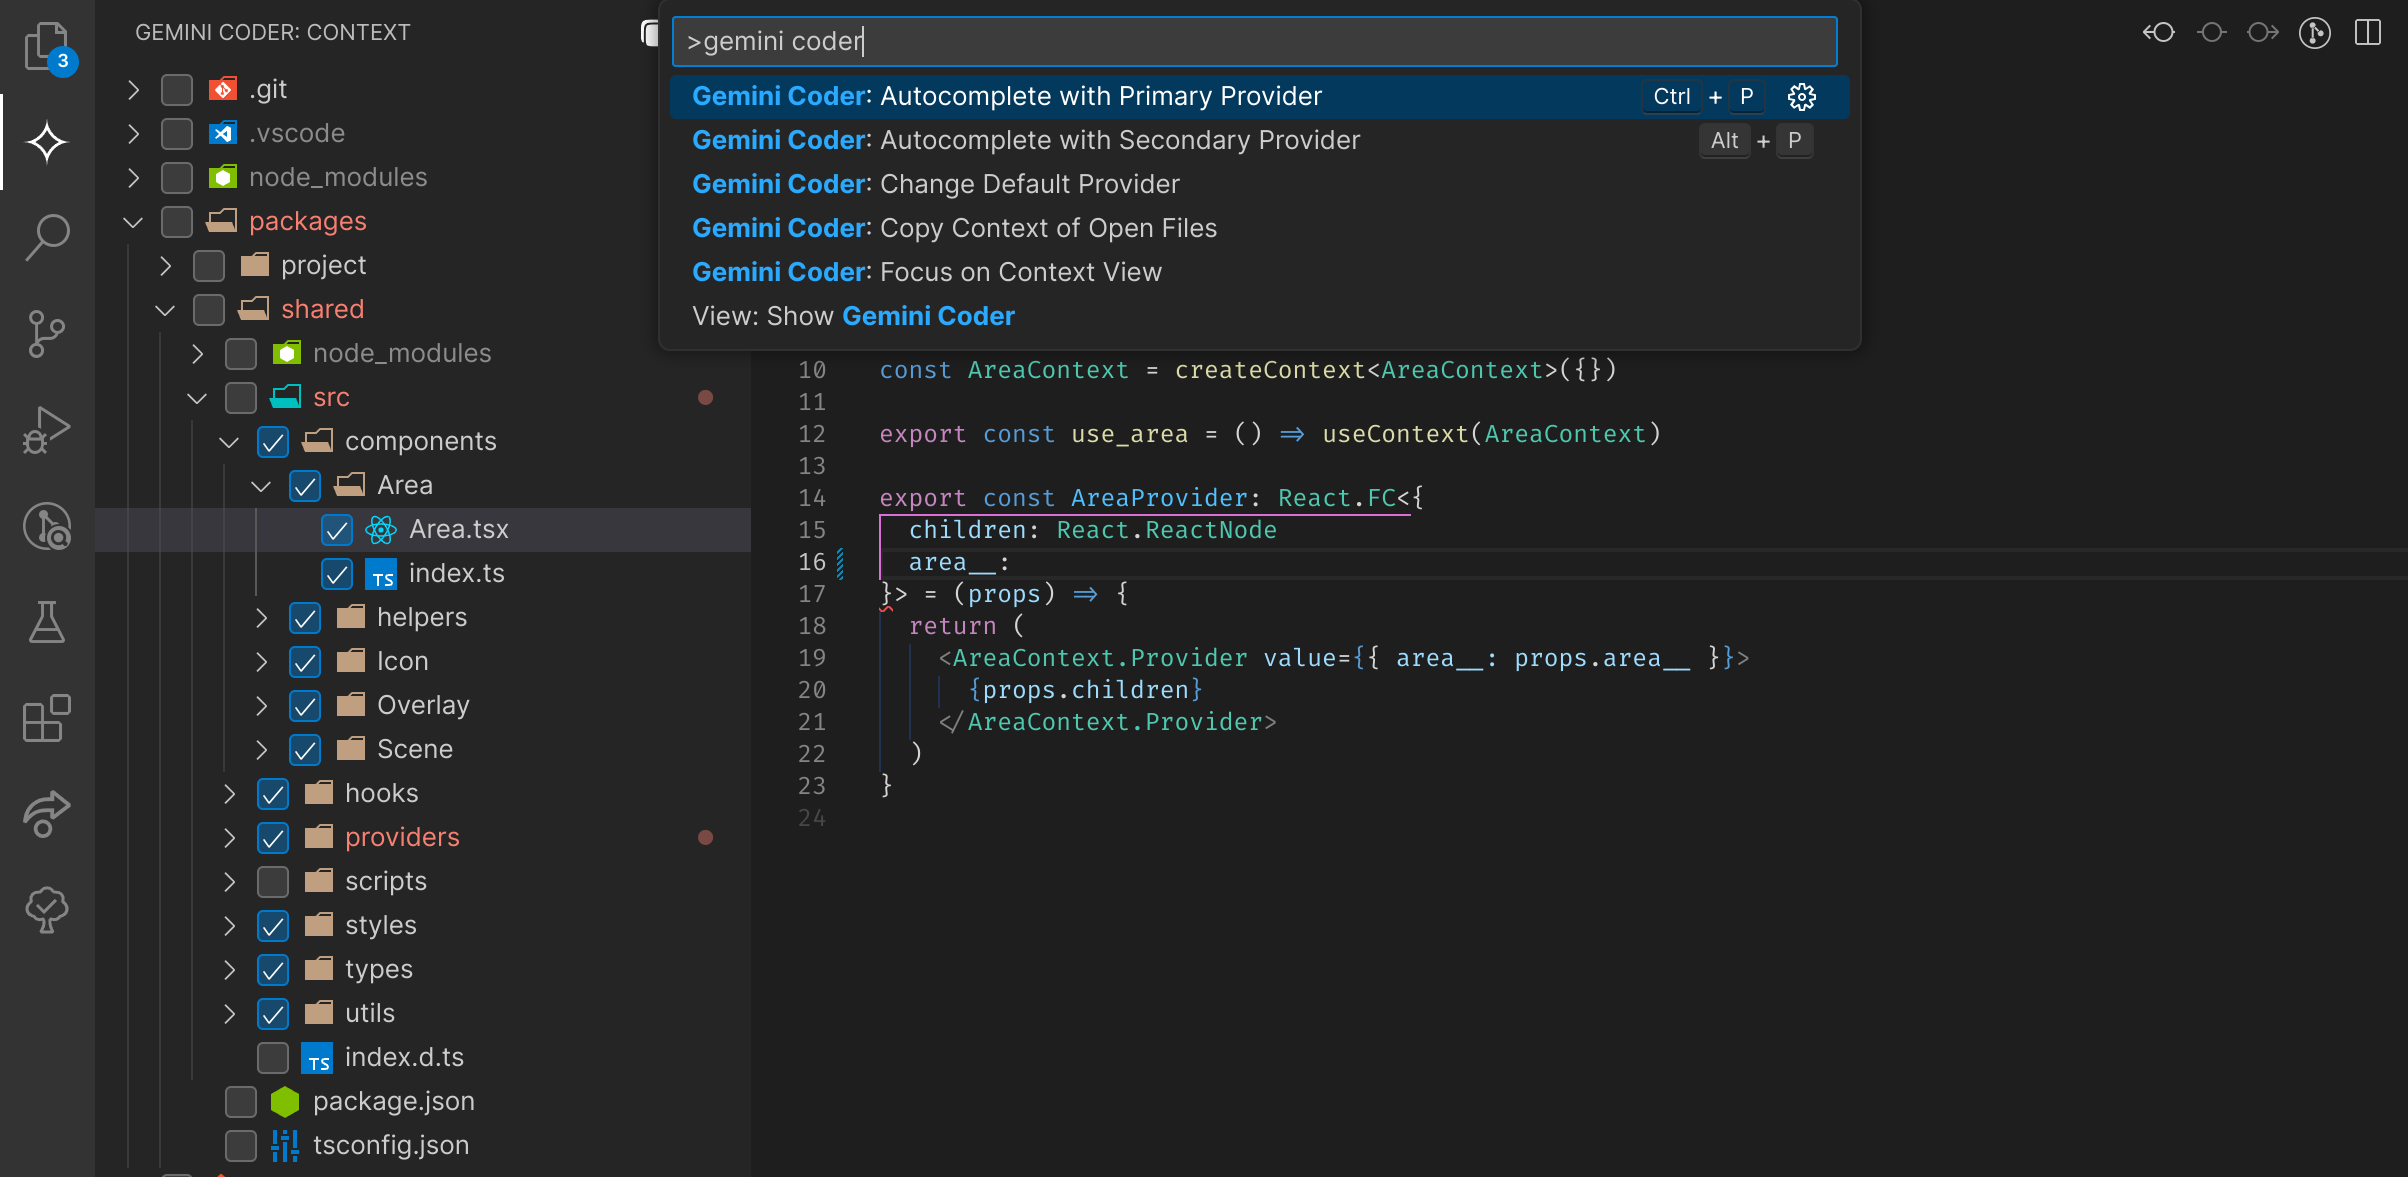 GEMINI CODER: CONTEXT
3
.git
.vscode
node_modules
packages
project
shared
node_modules
src
components
Area
Area.tsx
TS index.ts
helpers
Icon
Overlay
Scene
hooks
providers
scripts
styles
types
utils
TS index.d.ts
package.json
tsconfig.json
>gemini coder
Gemini Coder: Autocomplete with Primary Provider Ctrl + P
Gemini Coder: Autocomplete with Secondary Provider Alt + P
Gemini Coder: Change Default Provider
Gemini Coder: Copy Context of Open Files
Gemini Coder: Focus on Context View
View: Show Gemini Coder
10 const AreaContext = createContext<AreaContext>({})
11
12 export const use_area = () => useContext(AreaContext)
13
14 export const AreaProvider: React.FC<{
15 children: React.ReactNode
16 area__:
17 }> = (props) => {
18 return (
19 <AreaContext.Provider value={{ area__: props.area__ }}>
20 {props.children}
21 </AreaContext.Provider>
22 )
23 }
24